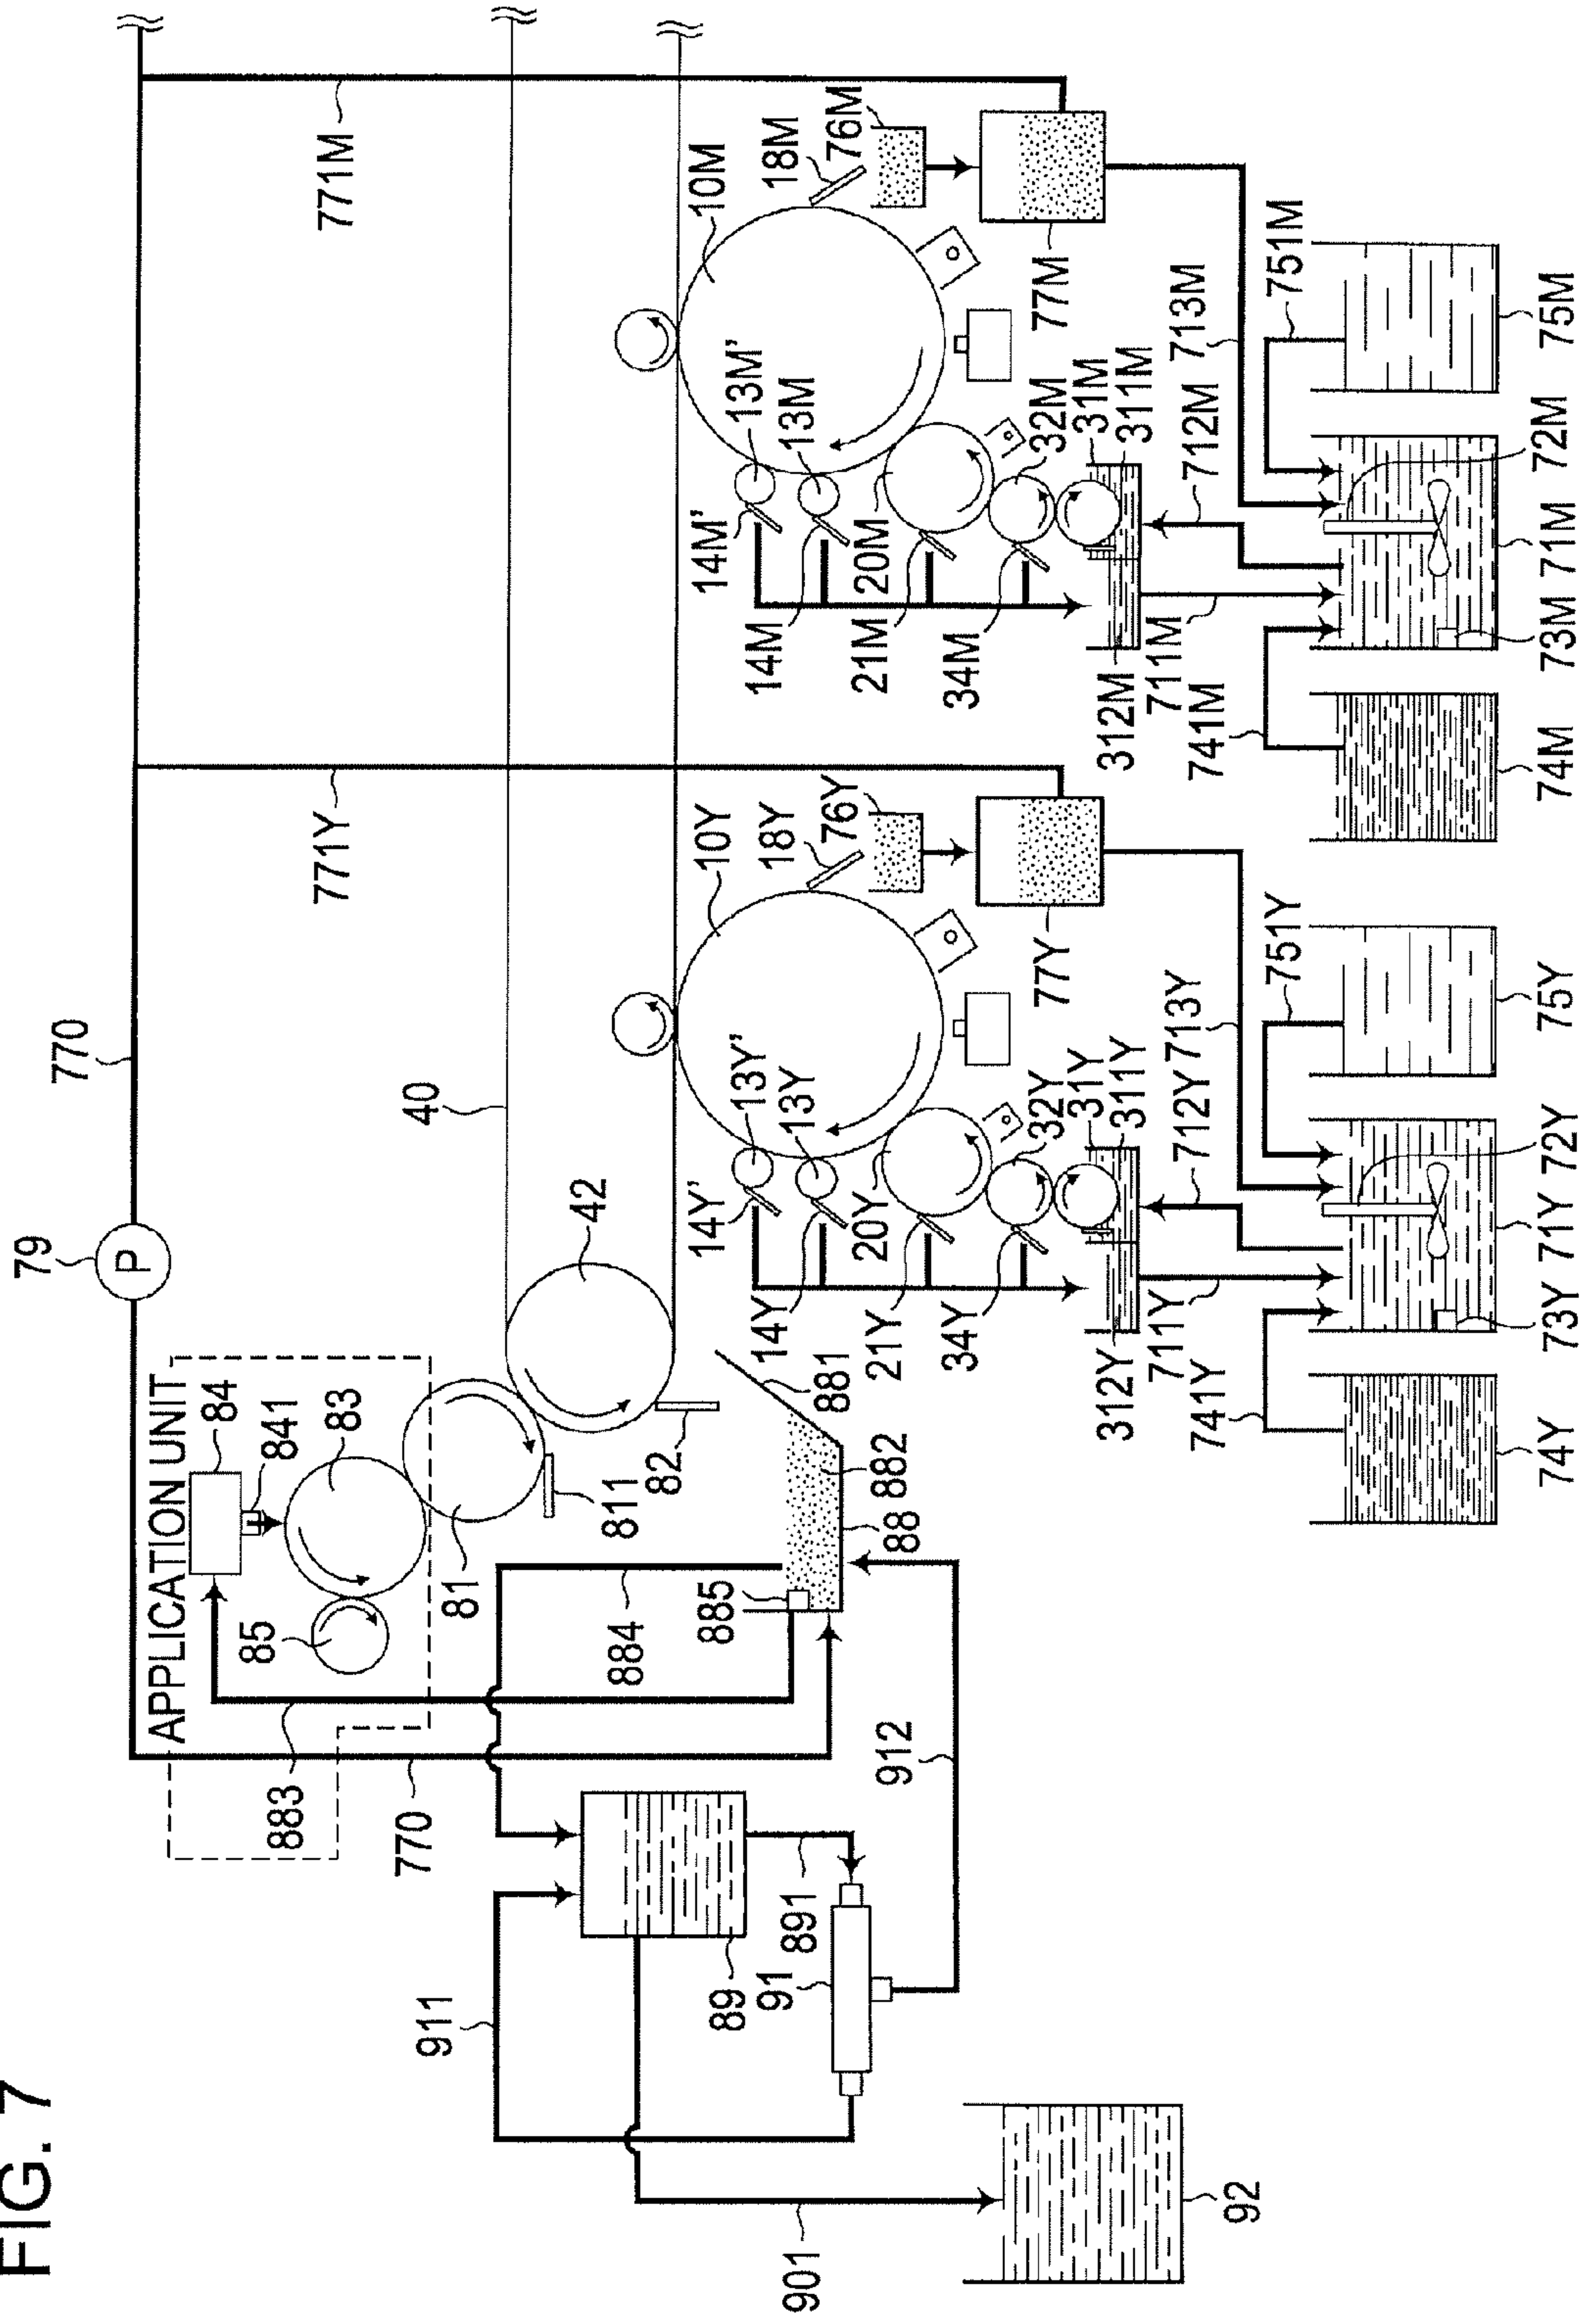 FIG. 7
79
P
770
771Y
771M
APPLICATION UNIT
84
841
83
85
883
770
81
811
82
42
40
884
885
88
882
881
912
911
89
891
91
901
92
10Y
18Y
76Y
77Y
13Y'
13Y
14Y'
14Y
20Y
21Y
34Y
32Y
31Y
311Y
312Y
711Y
712Y
713Y
741Y
751Y
74Y
73Y
71Y
72Y
75Y
10M
18M
76M
77M
13M'
13M
14M'
14M
20M
21M
34M
32M
31M
311M
312M
711M
712M
713M
741M
751M
74M
73M
71M
72M
75M